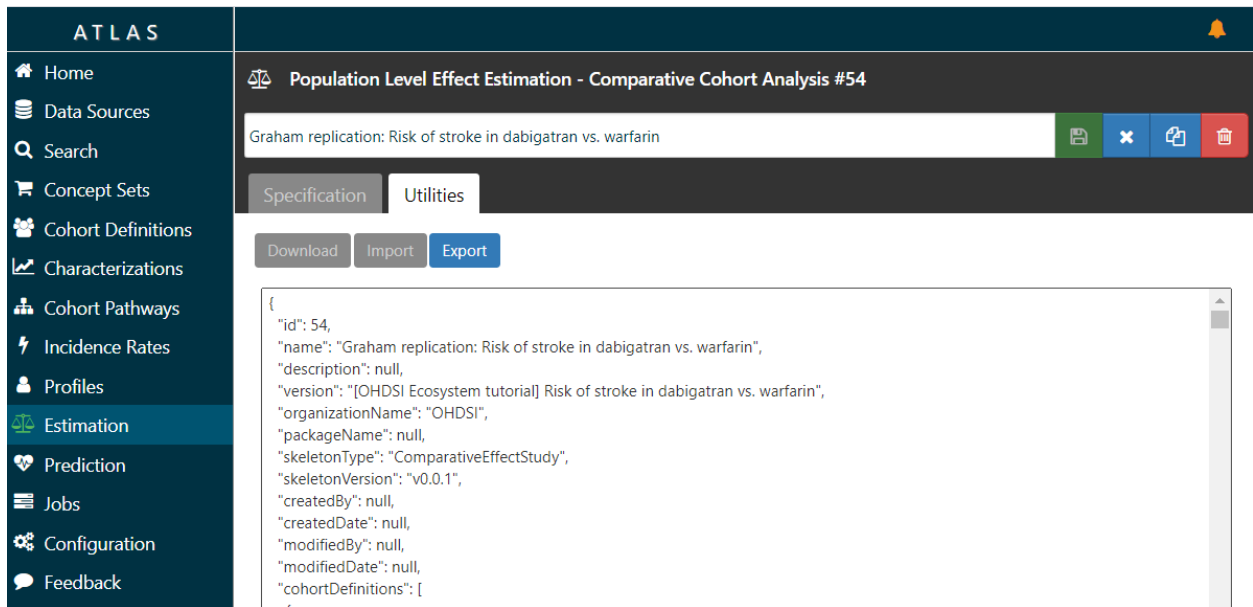 ATLAS
Home
Data Sources
Search
Concept Sets
Cohort Definitions
Characterizations
Cohort Pathways
Incidence Rates
Profiles
Estimation
Prediction
Jobs
Configuration
Feedback
Population Level Effect Estimation - Comparative Cohort Analysis #54
Graham replication: Risk of stroke in dabigatran vs. warfarin
Specification
Utilities
Download
Import
Export
{
"id": 54,
"name": "Graham replication: Risk of stroke in dabigatran vs. warfarin",
"description": null,
"version": "[OHDSI Ecosystem tutorial] Risk of stroke in dabigatran vs. warfarin",
"organizationName": "OHDSI",
"packageName": null,
"skeletonType": "ComparativeEffectStudy",
"skeletonVersion": "v0.0.1",
"createdBy": null,
"createdDate": null,
"modifiedBy": null,
"modifiedDate": null,
"cohortDefinitions": [